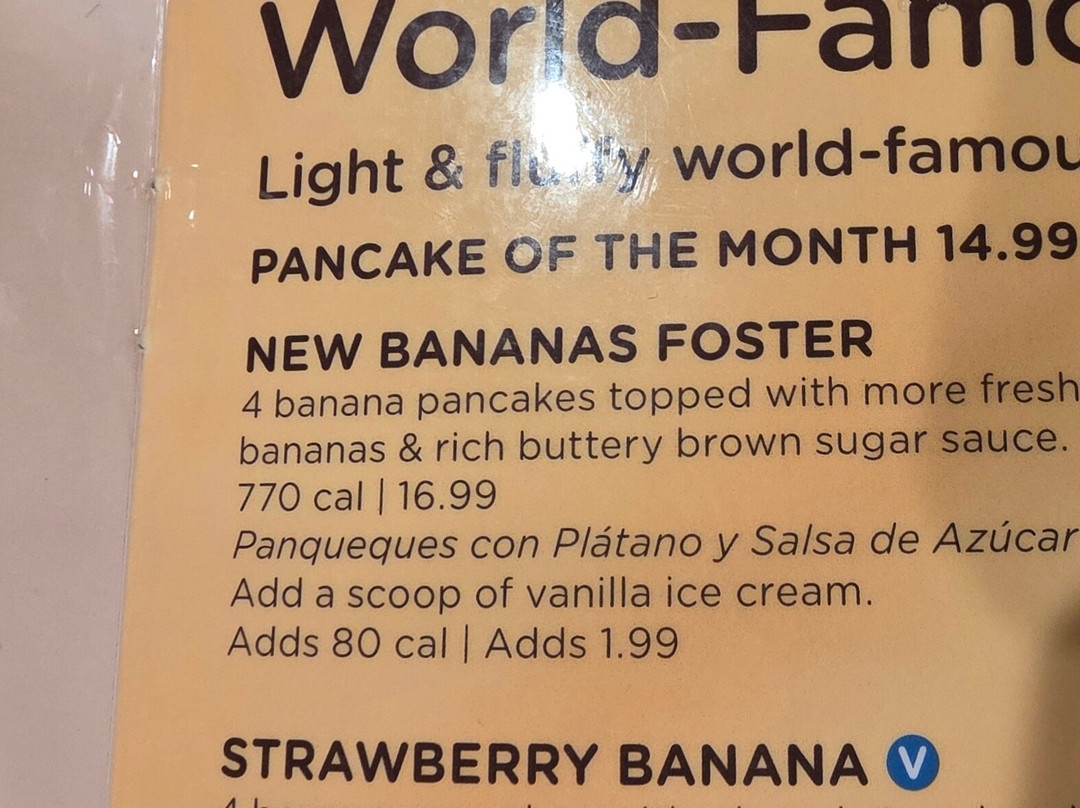 World-Famo
Light & fluffy world-famou
PANCAKE OF THE MONTH 14.99
NEW BANANAS FOSTER
4 banana pancakes topped with more fresh
bananas & rich buttery brown sugar sauce.
770 cal | 16.99
Panqueques con Plátano y Salsa de Azúcar
Add a scoop of vanilla ice cream.
Adds 80 cal | Adds 1.99
STRAWBERRY BANANA V